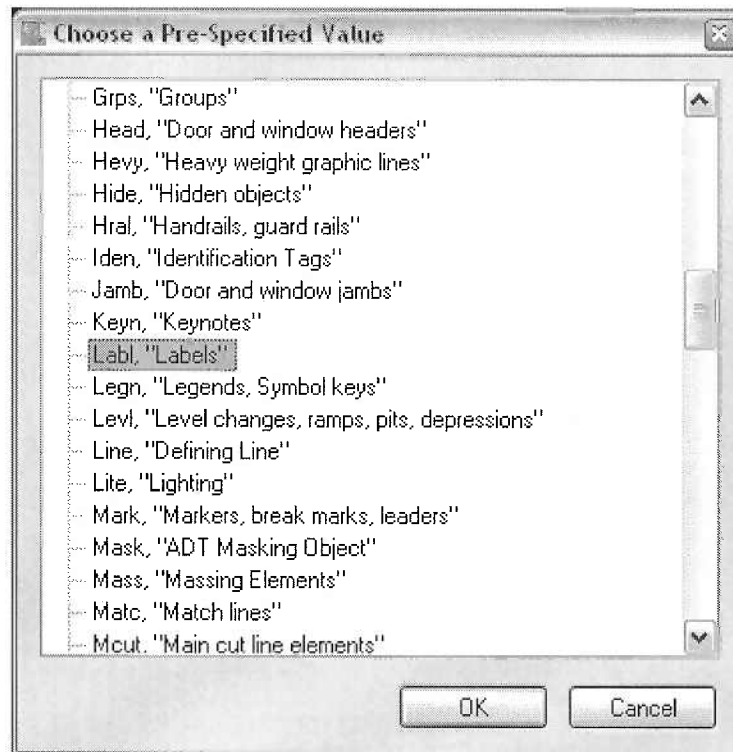 Choose a Pre-Specified Value
Grps, "Groups"
Head, "Door and window headers"
Hevy, "Heavy weight graphic lines"
Hide, "Hidden objects"
Hral, "Handrails, guard rails"
Iden, "Identification Tags"
Jamb, "Door and window jambs"
Keyn, "Keynotes"
Labl, "Labels"
Legn, "Legends, Symbol keys"
Levl, "Level changes, ramps, pits, depressions"
Line, "Defining Line"
Lite, "Lighting"
Mark, "Markers, break marks, leaders"
Mask, "ADT Masking Object"
Mass, "Massing Elements"
Matc, "Match lines"
Mcut, "Main cut line elements"
OK
Cancel